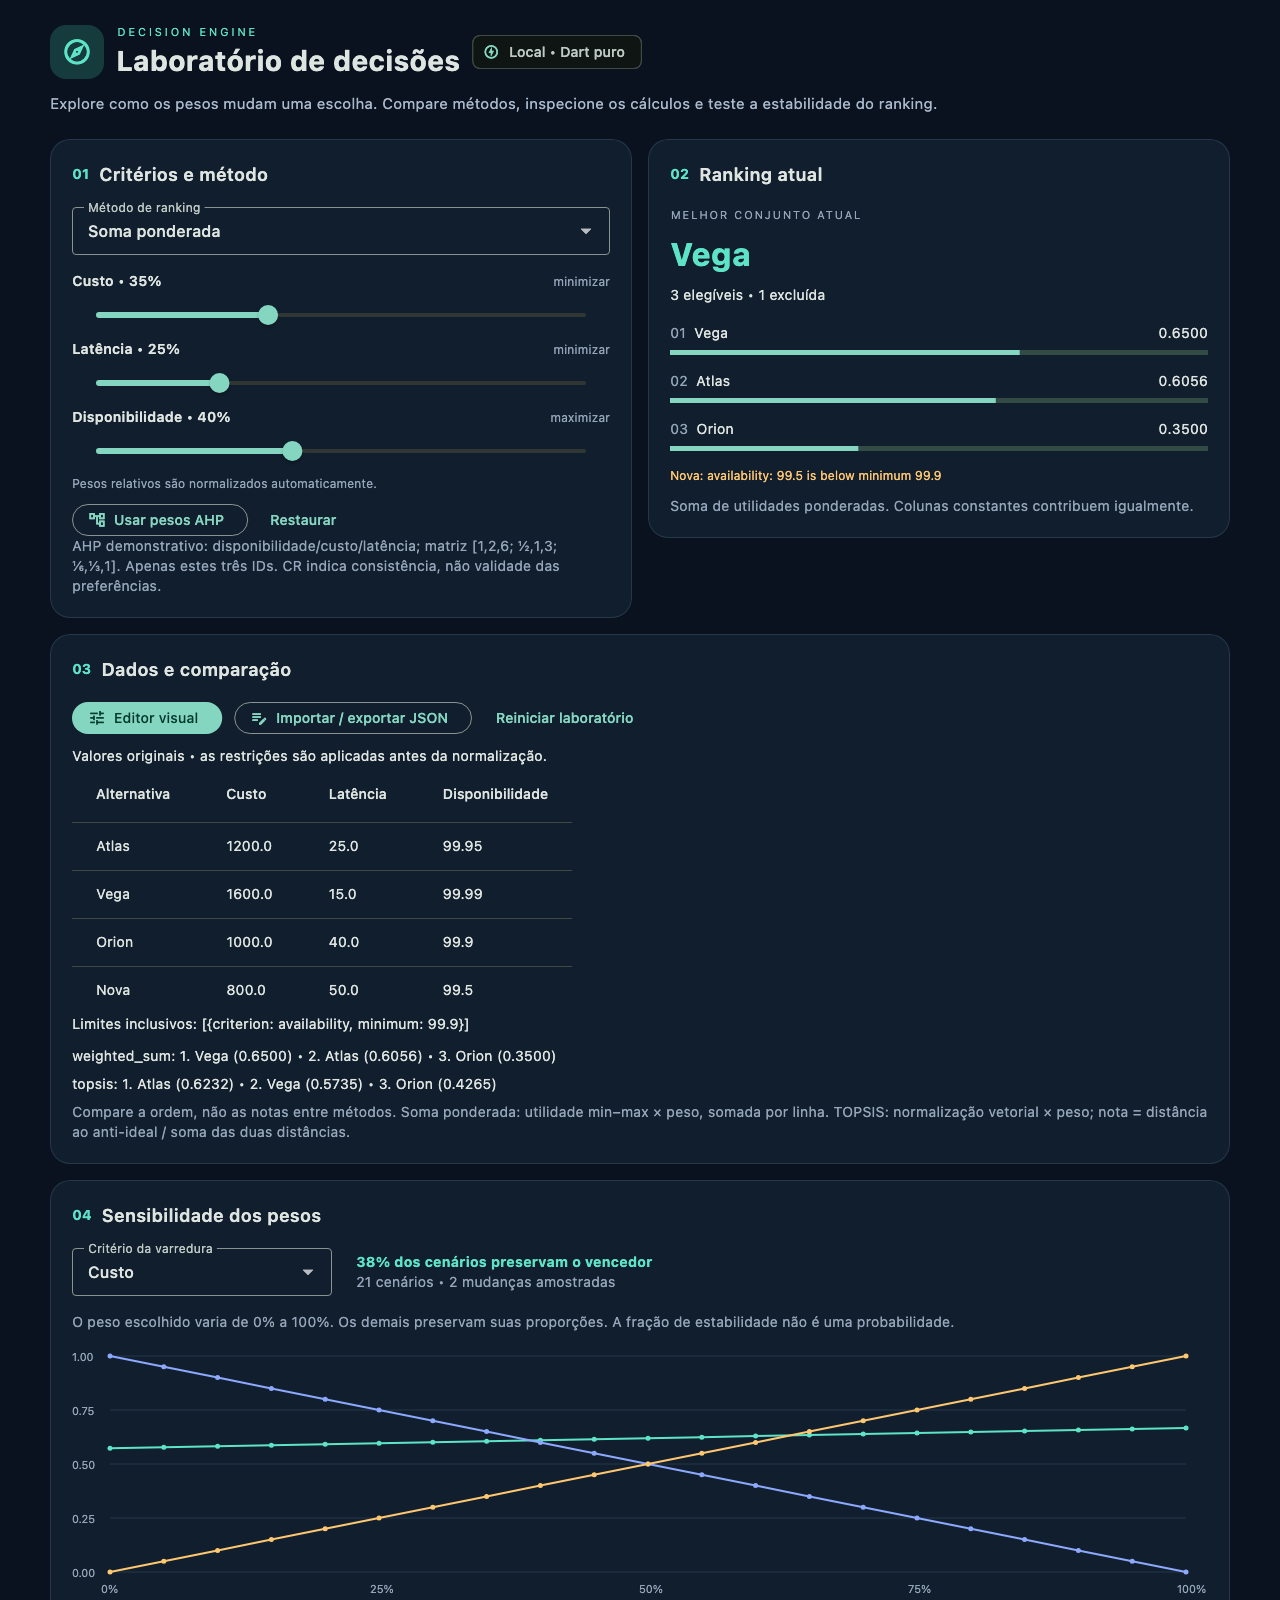 DECISION ENGINE
Laboratório de decisões
Local • Dart puro
Explore como os pesos mudam uma escolha. Compare métodos, inspecione os cálculos e teste a estabilidade do ranking.
01 Critérios e método
Método de ranking
Soma ponderada
Custo • 35% minimizar
Latência • 25% minimizar
Disponibilidade • 40% maximizar
Pesos relativos são normalizados automaticamente.
Usar pesos AHP Restaurar
AHP demonstrativo: disponibilidade/custo/latência; matriz [1,2,6; ½,1,3;
⅙,⅓,1]. Apenas estes três IDs. CR indica consistência, não validade das
preferências.
02 Ranking atual
MELHOR CONJUNTO ATUAL
Vega
3 elegíveis • 1 excluída
01 Vega 0.6500
02 Atlas 0.6056
03 Orion 0.3500
Nova: availability: 99.5 is below minimum 99.9
Soma de utilidades ponderadas. Colunas constantes contribuem igualmente.
03 Dados e comparação
Editor visual Importar / exportar JSON Reiniciar laboratório
Valores originais • as restrições são aplicadas antes da normalização.
Alternativa Custo Latência Disponibilidade
Atlas 1200.0 25.0 99.95
Vega 1600.0 15.0 99.99
Orion 1000.0 40.0 99.9
Nova 800.0 50.0 99.5
Limites inclusivos: [{criterion: availability, minimum: 99.9}]
weighted_sum: 1. Vega (0.6500) • 2. Atlas (0.6056) • 3. Orion (0.3500)
topsis: 1. Atlas (0.6232) • 2. Vega (0.5735) • 3. Orion (0.4265)
Compare a ordem, não as notas entre métodos. Soma ponderada: utilidade min–max × peso, somada por linha. TOPSIS: normalização vetorial × peso; nota = distância
ao anti-ideal / soma das duas distâncias.
04 Sensibilidade dos pesos
Critério da varredura
Custo
38% dos cenários preservam o vencedor
21 cenários • 2 mudanças amostradas
O peso escolhido varia de 0% a 100%. Os demais preservam suas proporções. A fração de estabilidade não é uma probabilidade.
1.00
0.75
0.50
0.25
0.00
0% 25% 50% 75% 100%